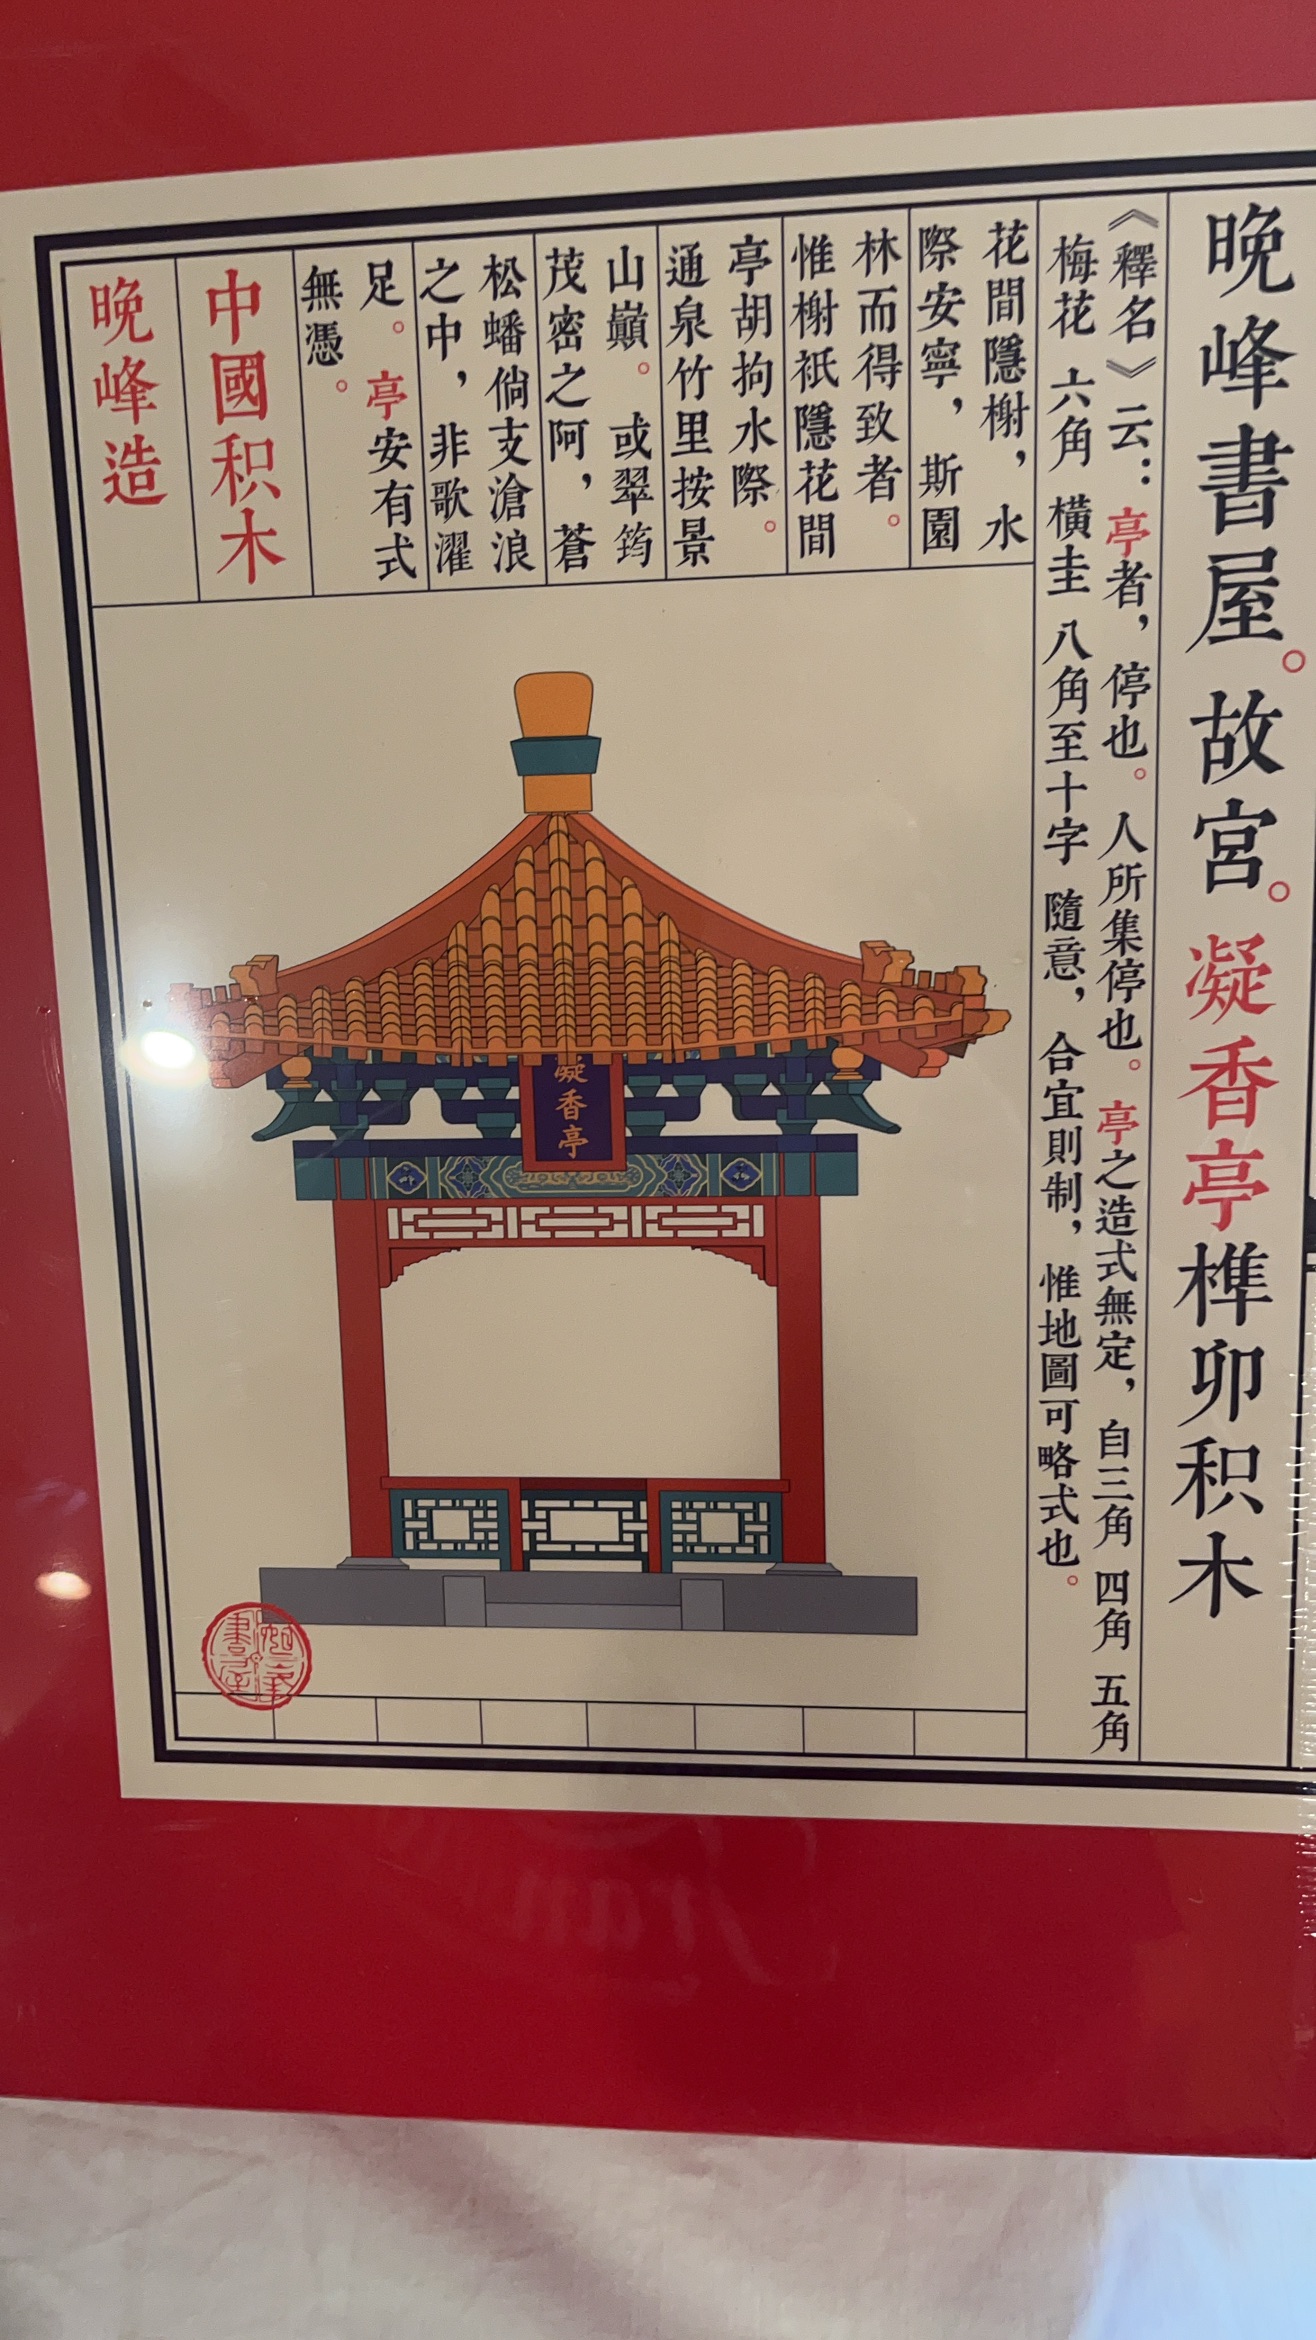 晚峰書屋。故宮。凝香亭榫卯积木
《釋名》云：亭者，停也。人所集停也。亭之造式無定，自三角 四角 五角
梅花 六角 橫圭 八角至十字 隨意，合宜則制，惟地圖可略式也。
花間隱榭，水
際安寧，斯園
林而得致者。
惟榭祇隱花間
亭胡拘水際。
通泉竹里按景
山巔。或翠筠
茂密之阿，蒼
松蟠倘支滄浪
之中，非歌濯
足。亭安有式
無憑。
中國积木
晚峰造
凝香亭